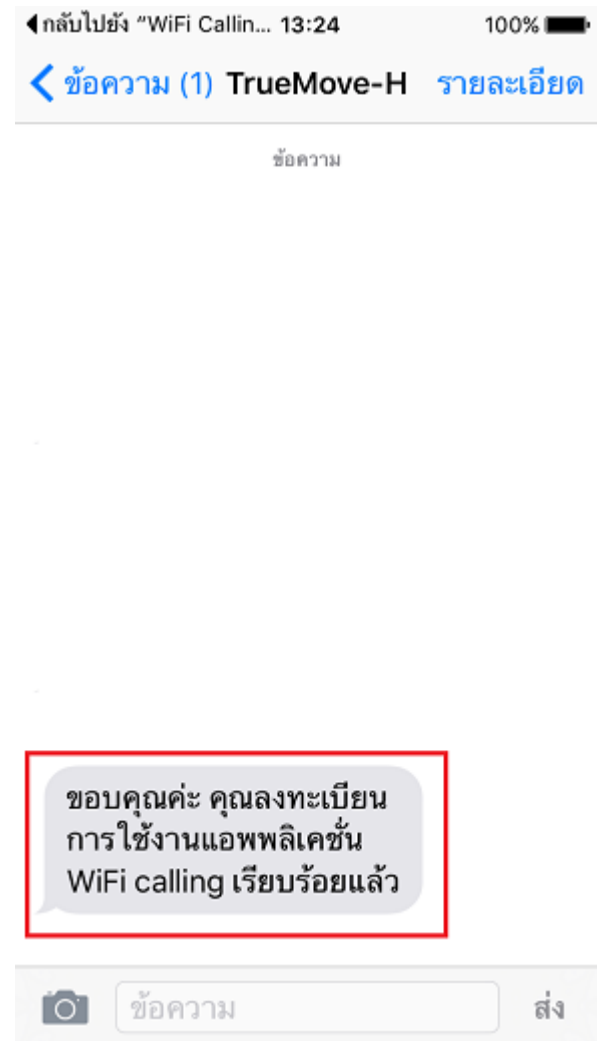 กลับไปยัง “WiFi Callin... 13:24 100%
ข้อความ (1) TrueMove-H รายละเอียด
ข้อความ
ขอบคุณค่ะ คุณลงทะเบียน
การใช้งานแอพพลิเคชั่น
WiFi calling เรียบร้อยแล้ว
ข้อความ ส่ง